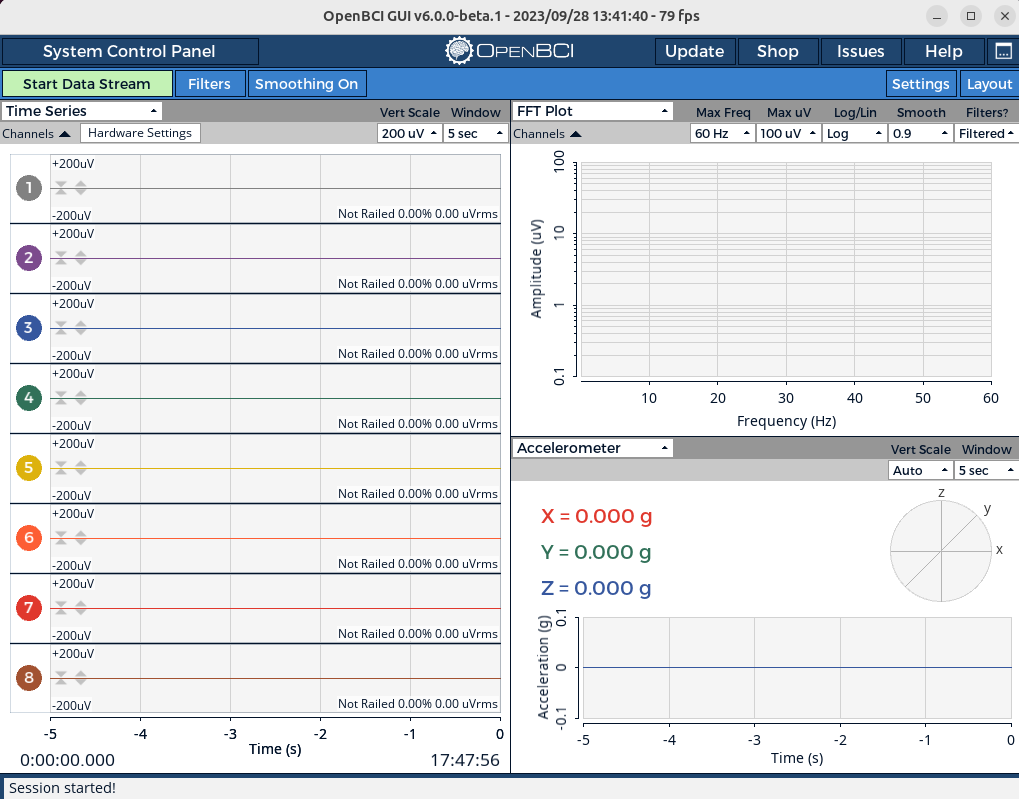 OpenBCI GUI v6.0.0-beta.1 - 2023/09/28 13:41:40 - 79 fps
System Control Panel OPENBCI Update Shop Issues Help
Start Data Stream Filters Smoothing On Settings Layout
Time Series Vert Scale Window
Channels Hardware Settings 200 uV 5 sec
+200uV
1
-200uV Not Railed 0.00% 0.00 uVrms
+200uV
2
-200uV Not Railed 0.00% 0.00 uVrms
+200uV
3
-200uV Not Railed 0.00% 0.00 uVrms
+200uV
4
-200uV Not Railed 0.00% 0.00 uVrms
+200uV
5
-200uV Not Railed 0.00% 0.00 uVrms
+200uV
6
-200uV Not Railed 0.00% 0.00 uVrms
+200uV
7
-200uV Not Railed 0.00% 0.00 uVrms
+200uV
8
-200uV Not Railed 0.00% 0.00 uVrms
-5 -4 -3 -2 -1 0
Time (s)
0:00:00.000 17:47:56
FFT Plot Max Freq Max uV Log/Lin Smooth Filters?
Channels 60 Hz 100 uV Log 0.9 Filtered
100
10
1
0.1
Amplitude (uV)
10 20 30 40 50 60
Frequency (Hz)
Accelerometer Vert Scale Window
Auto 5 sec
X = 0.000 g
Y = 0.000 g
Z = 0.000 g
z
y
x
0.1
0
-0.1
Acceleration (g)
-5 -4 -3 -2 -1 0
Time (s)
Session started!